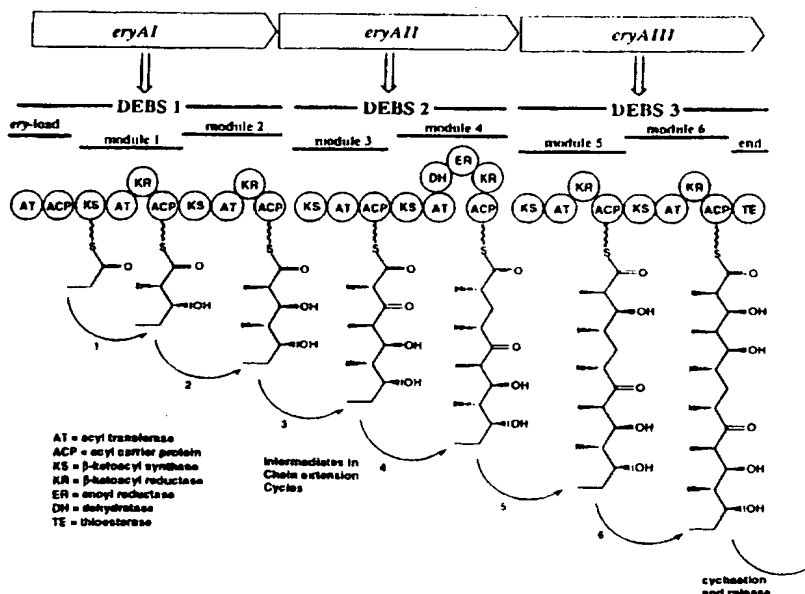 eryAI eryAII cryAIII
DEBS 1 DEBS 2 DEBS 3
ery-load module 1 module 2 module 3 module 4 module 5 module 6 end
AT ACP KS AT KR ACP KS AT KR ACP KS AT ACP KS AT DH ER KR ACP KS AT KR ACP KS AT KR ACP TE
S O OH
S O OH OH
S O O OH OH
S O O OH OH
S O OH O OH OH
S O OH OH O OH OH
1
2
3
4
5
6
AT = acyl transferase
ACP = acyl carrier protein
KS = β-ketoacyl synthase
KR = β-ketoacyl reductase
ER = enoyl reductase
DH = dehydratase
TE = thioesterase
Intermediates in
Chain extension
Cycles
and release